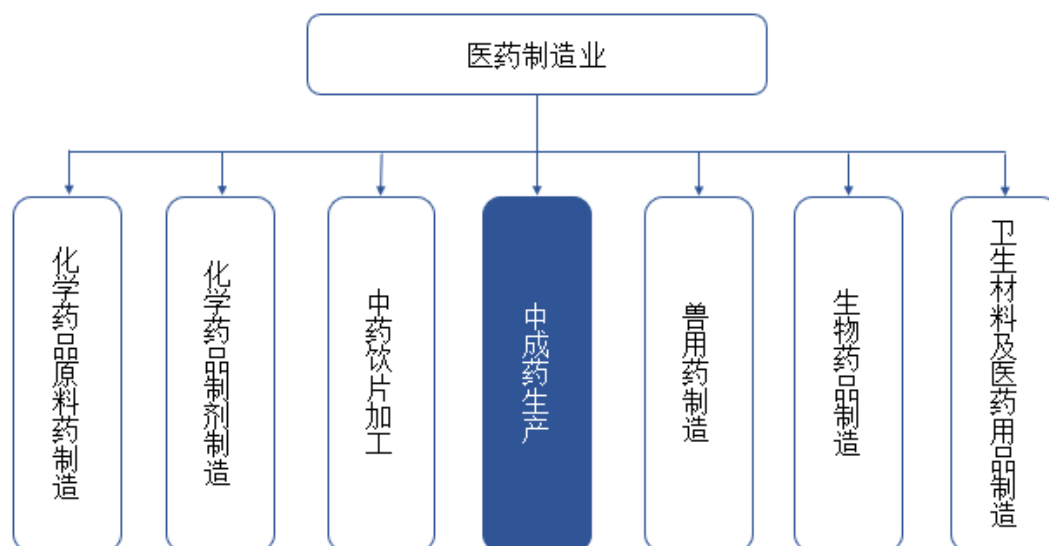 医药制造业
化学药品原料药制造
化学药品制剂制造
中药饮片加工
中成药生产
兽用药制造
生物药品制造
卫生材料及医药用品制造